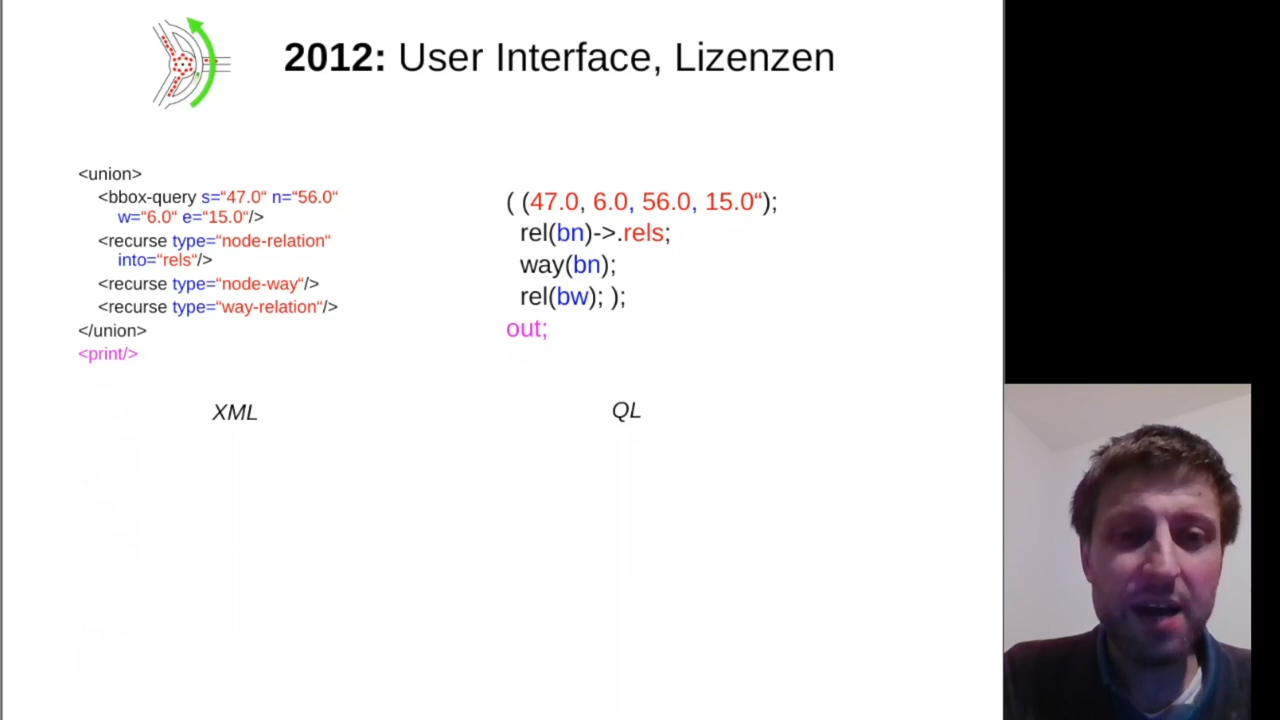 2012: User Interface, Lizenzen
<union>
<bbox-query s=“47.0“ n=“56.0“
w=“6.0“ e=“15.0“/>
<recurse type=“node-relation“
into=“rels“/>
<recurse type=“node-way“/>
<recurse type=“way-relation“/>
</union>
<print/>
XML
( (47.0, 6.0, 56.0, 15.0“);
rel(bn)->.rels;
way(bn);
rel(bw); );
out;
QL